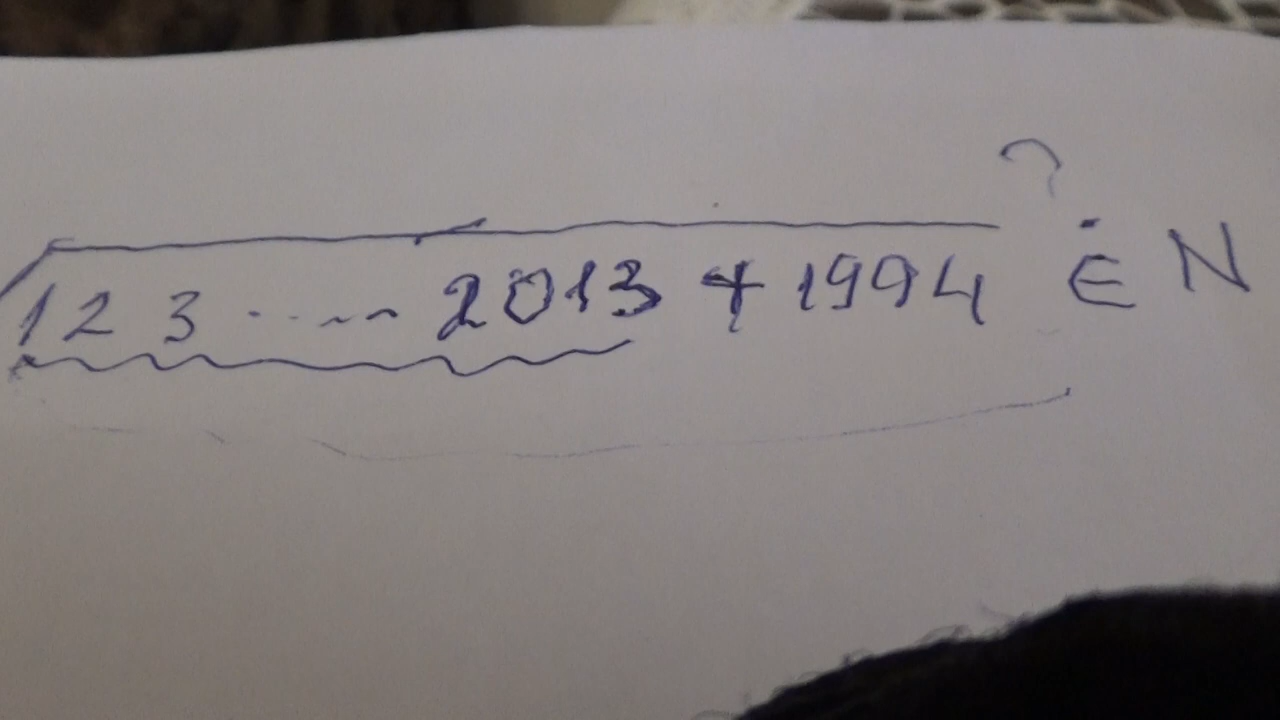 ?
√123.....2013 + 1994 ∈ N